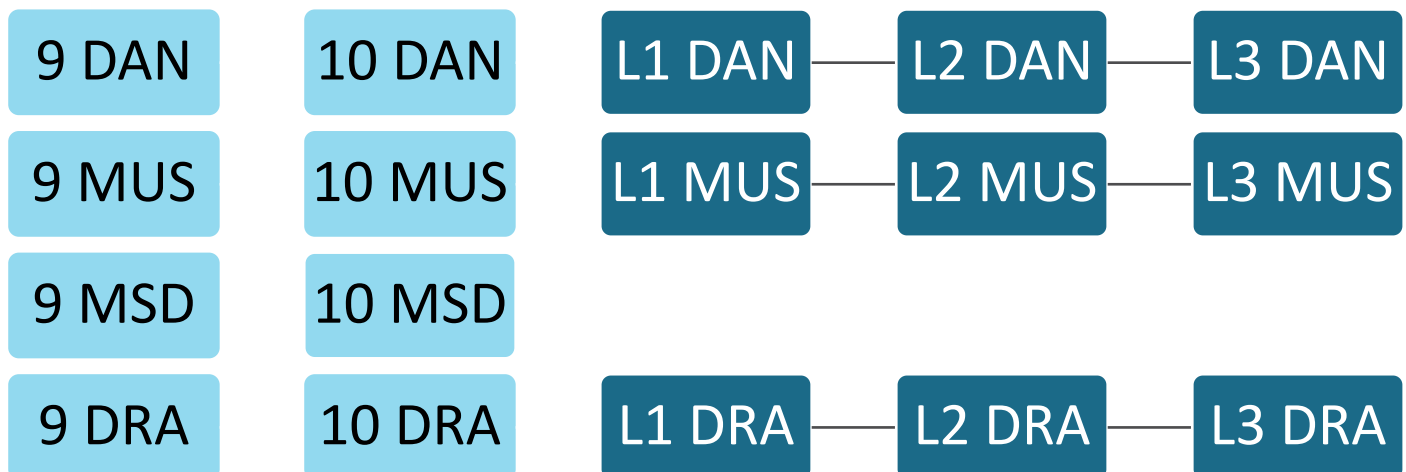 9 DAN 10 DAN L1 DAN L2 DAN L3 DAN
9 MUS 10 MUS L1 MUS L2 MUS L3 MUS
9 MSD 10 MSD
9 DRA 10 DRA L1 DRA L2 DRA L3 DRA